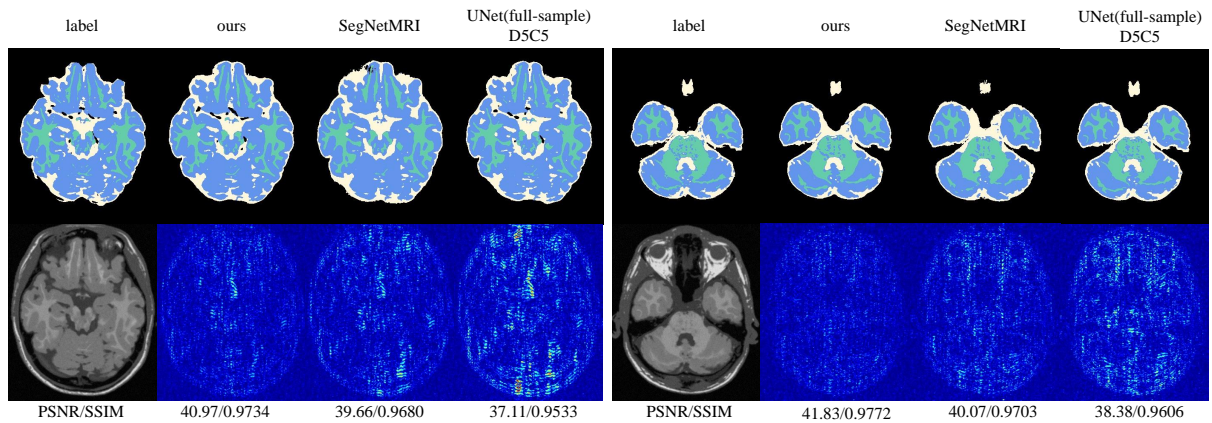 label ours SegNetMRI UNet(full-sample)
D5C5
PSNR/SSIM 40.97/0.9734 39.66/0.9680 37.11/0.9533
label ours SegNetMRI UNet(full-sample)
D5C5
PSNR/SSIM 41.83/0.9772 40.07/0.9703 38.38/0.9606